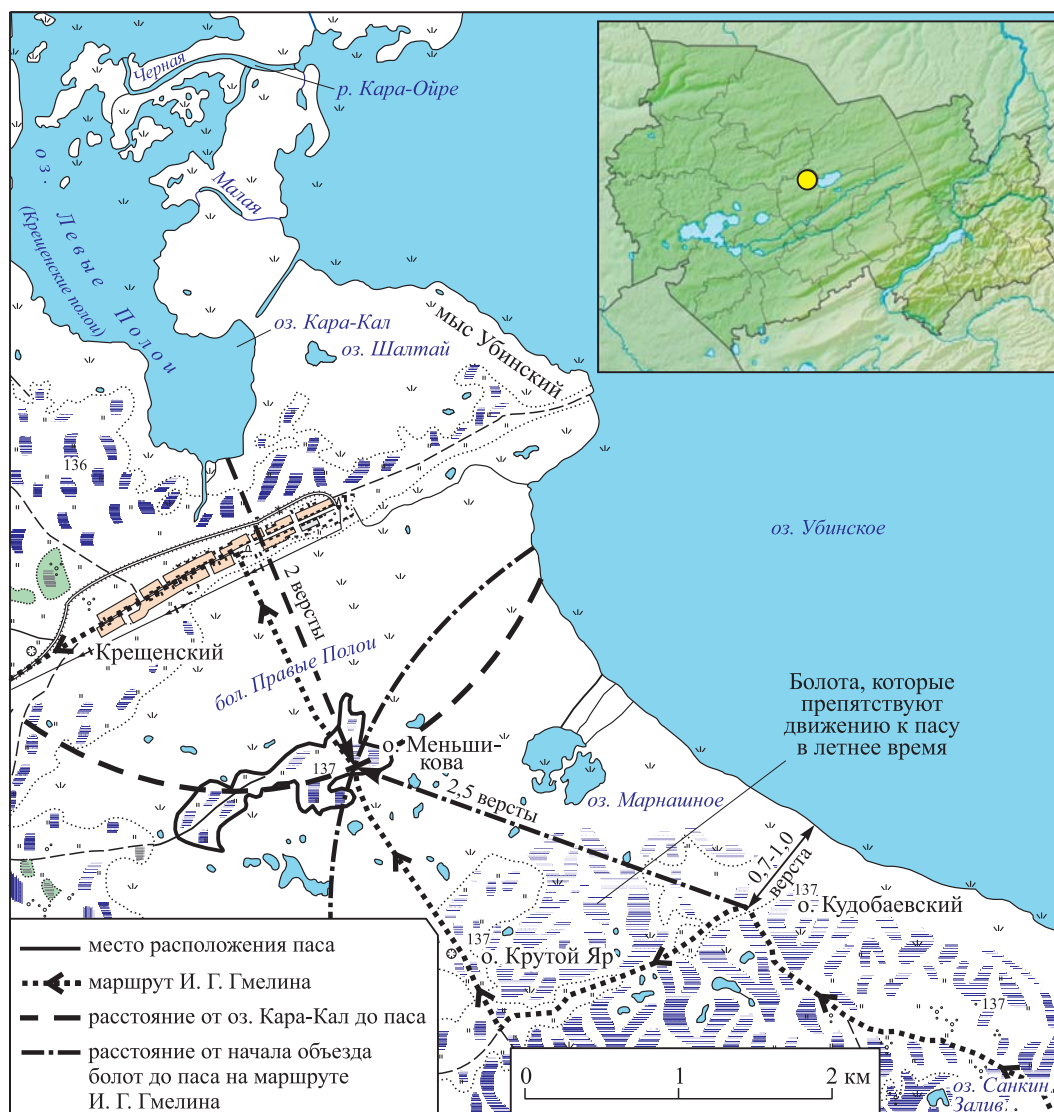 Черная
р. Кара-Ойре
оз. Левые Полои
(Крещенские полои)
Малая
оз. Кара-Кал
оз. Шалтай
мыс Убинский
136
оз. Убинское
2 версты
Крещенский
бол. Правые Полои
Болота, которые
препятствуют
движению к пасу
в летнее время
о. Меньши-
кова
137
2,5 версты
оз. Марнашное
0,7-1,0
верста
137
о. Кудобаевский
137
о. Крутой Яр
137
оз. Санкин
Залив
место расположения паса
маршрут И. Г. Гмелина
расстояние от оз. Кара-Кал до паса
расстояние от начала объезда
болот до паса на маршруте
И. Г. Гмелина
0 1 2 км